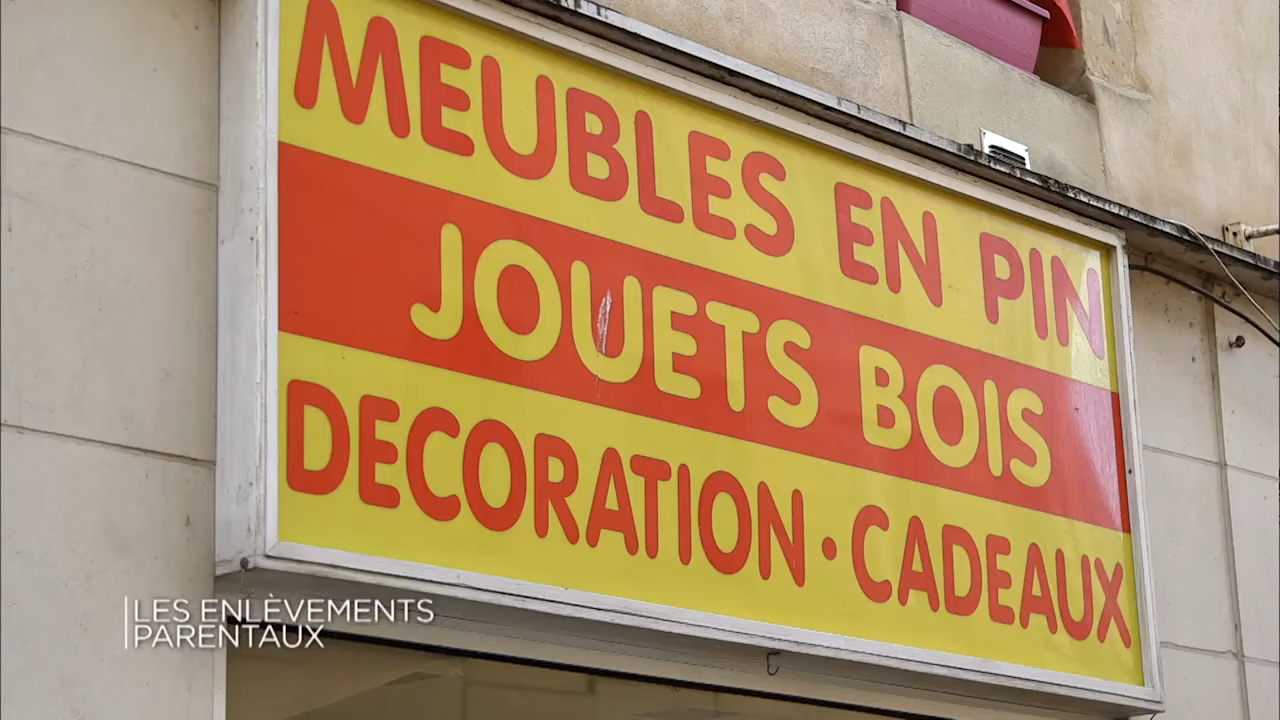 MEUBLES EN PIN
JOUETS BOIS
DECORATION · CADEAUX
LES ENLÈVEMENTS
PARENTAUX